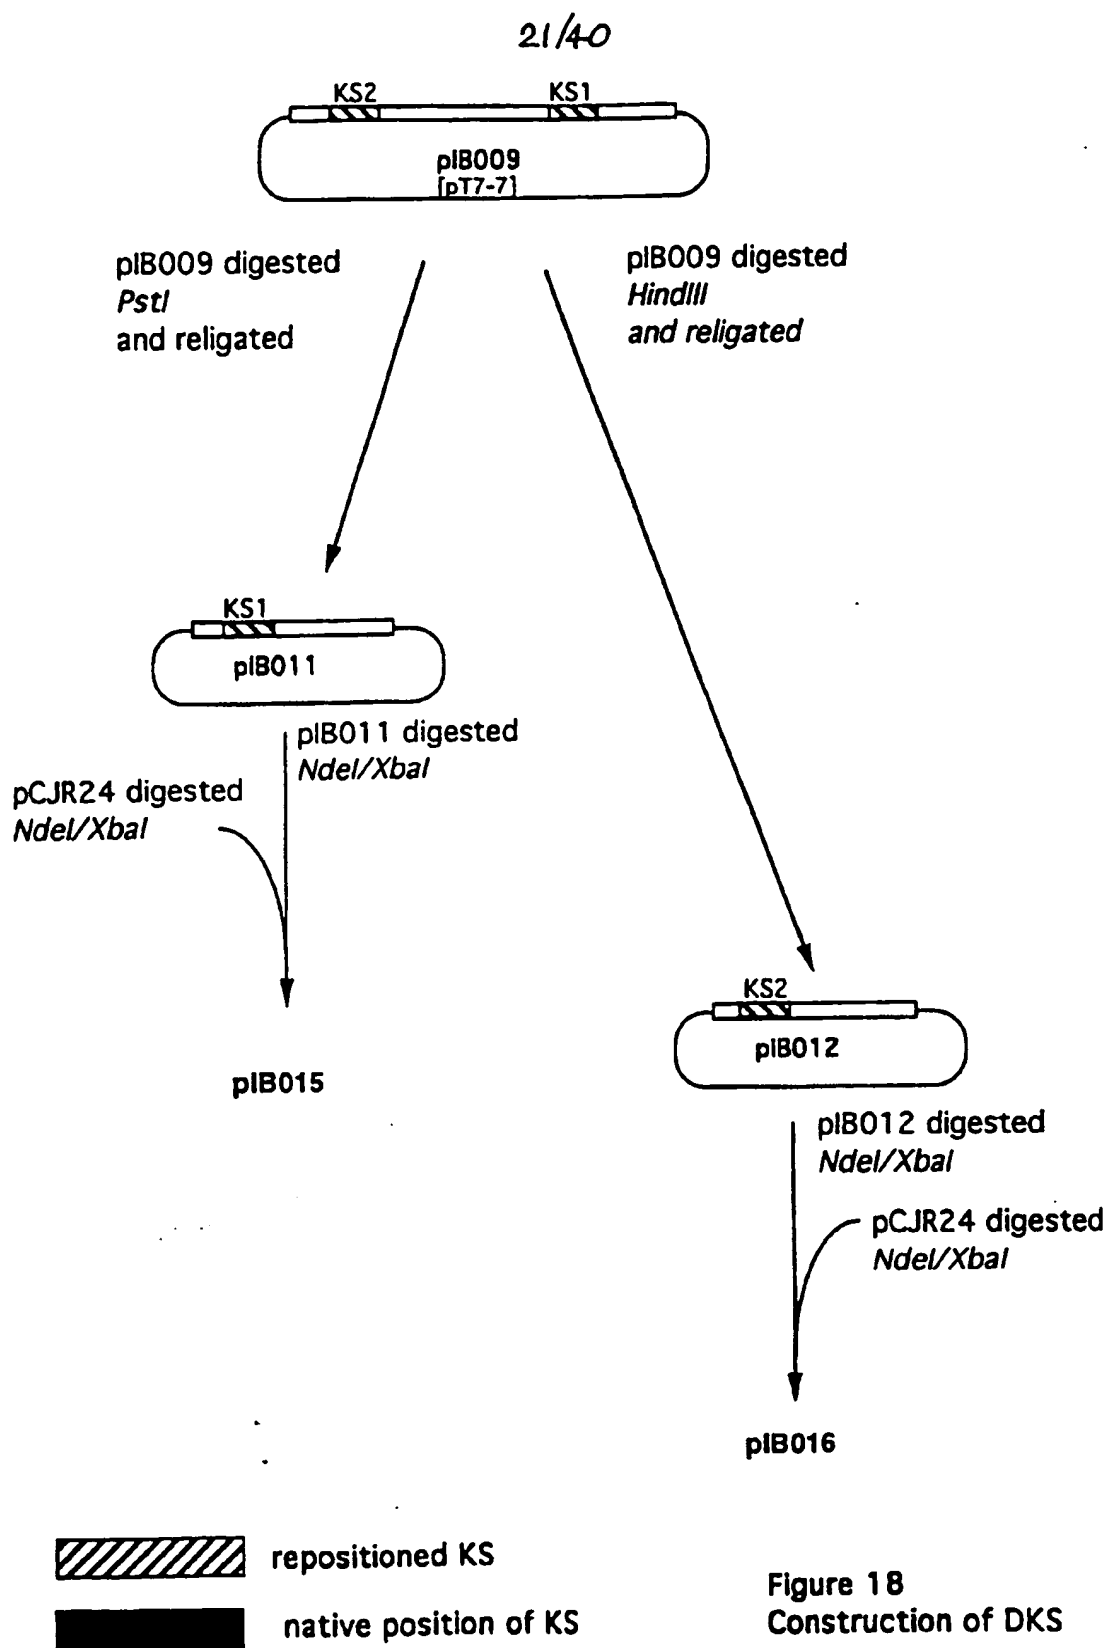 21/40
KS2
KS1
pIB009
[pT7-7]
pIB009 digested
PstI
and religated
pIB009 digested
HindIII
and religated
KS1
pIB011
pIB011 digested
NdeI/XbaI
pCJR24 digested
NdeI/XbaI
pIB015
KS2
pIB012
pIB012 digested
NdeI/XbaI
pCJR24 digested
NdeI/XbaI
pIB016
repositioned KS
native position of KS
Figure 18
Construction of DKS